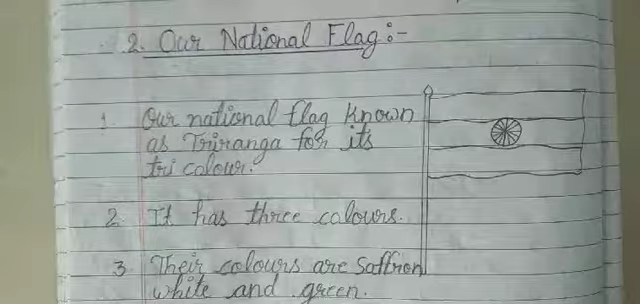 2. Our National Flag :-
1. Our national flag known
as Triranga for its
tri colour.
2. It has three colours.
3 Their colours are Saffron
white and green.